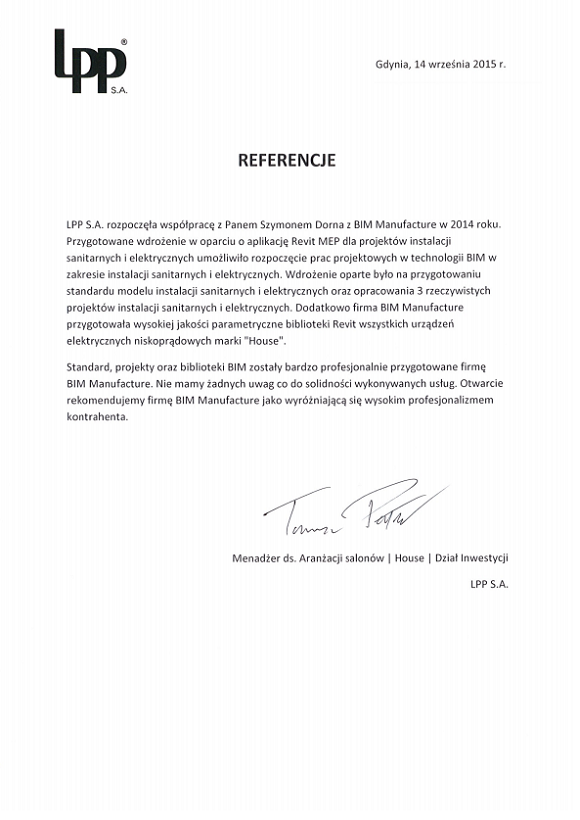 Lpp®
S.A.
Gdynia, 14 września 2015 r.
REFERENCJE
LPP S.A. rozpoczęła współpracę z Panem Szymonem Dorna z BIM Manufacture w 2014 roku.
Przygotowane wdrożenie w oparciu o aplikację Revit MEP dla projektów instalacji
sanitarnych i elektrycznych umożliwiło rozpoczęcie prac projektowych w technologii BIM w
zakresie instalacji sanitarnych i elektrycznych. Wdrożenie oparte było na przygotowaniu
standardu modelu instalacji sanitarnych i elektrycznych oraz opracowania 3 rzeczywistych
projektów instalacji sanitarnych i elektrycznych. Dodatkowo firma BIM Manufacture
przygotowała wysokiej jakości parametryczne biblioteki Revit wszystkich urządzeń
elektrycznych niskoprądowych marki "House".
Standard, projekty oraz biblioteki BIM zostały bardzo profesjonalnie przygotowane firmę
BIM Manufacture. Nie mamy żadnych uwag co do solidności wykonywanych usług. Otwarcie
rekomendujemy firmę BIM Manufacture jako wyróżniającą się wysokim profesjonalizmem
kontrahenta.
Menadżer ds. Aranżacji salonów | House | Dział Inwestycji
LPP S.A.